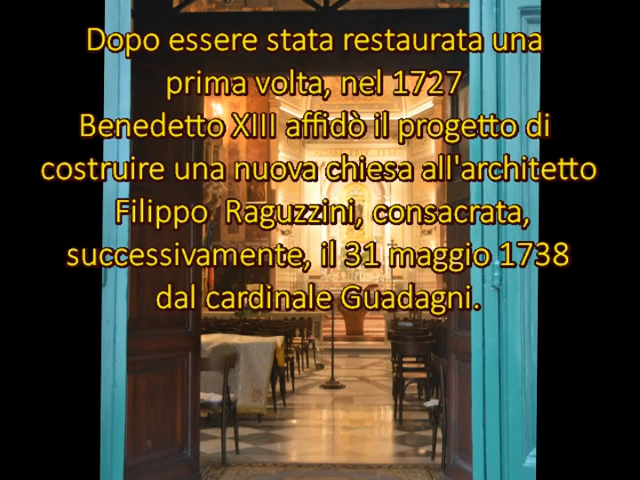 Dopo essere stata restaurata una
prima volta, nel 1727
Benedetto XIII affidò il progetto di
costruire una nuova chiesa all'architetto
Filippo Raguzzini, consacrata,
successivamente, il 31 maggio 1738
dal cardinale Guadagni.